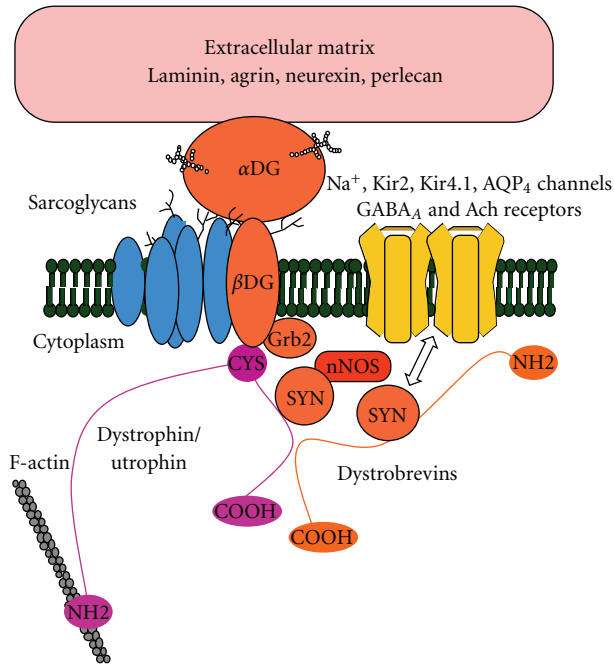 Extracellular matrix
Laminin, agrin, neurexin, perlecan
αDG
Na+, Kir2, Kir4.1, AQP4 channels
GABAA and Ach receptors
Sarcoglycans
βDG
Cytoplasm
Grb2
CYS
nNOS
NH2
SYN
SYN
Dystrophin/
utrophin
F-actin
Dystrobrevins
COOH
COOH
NH2